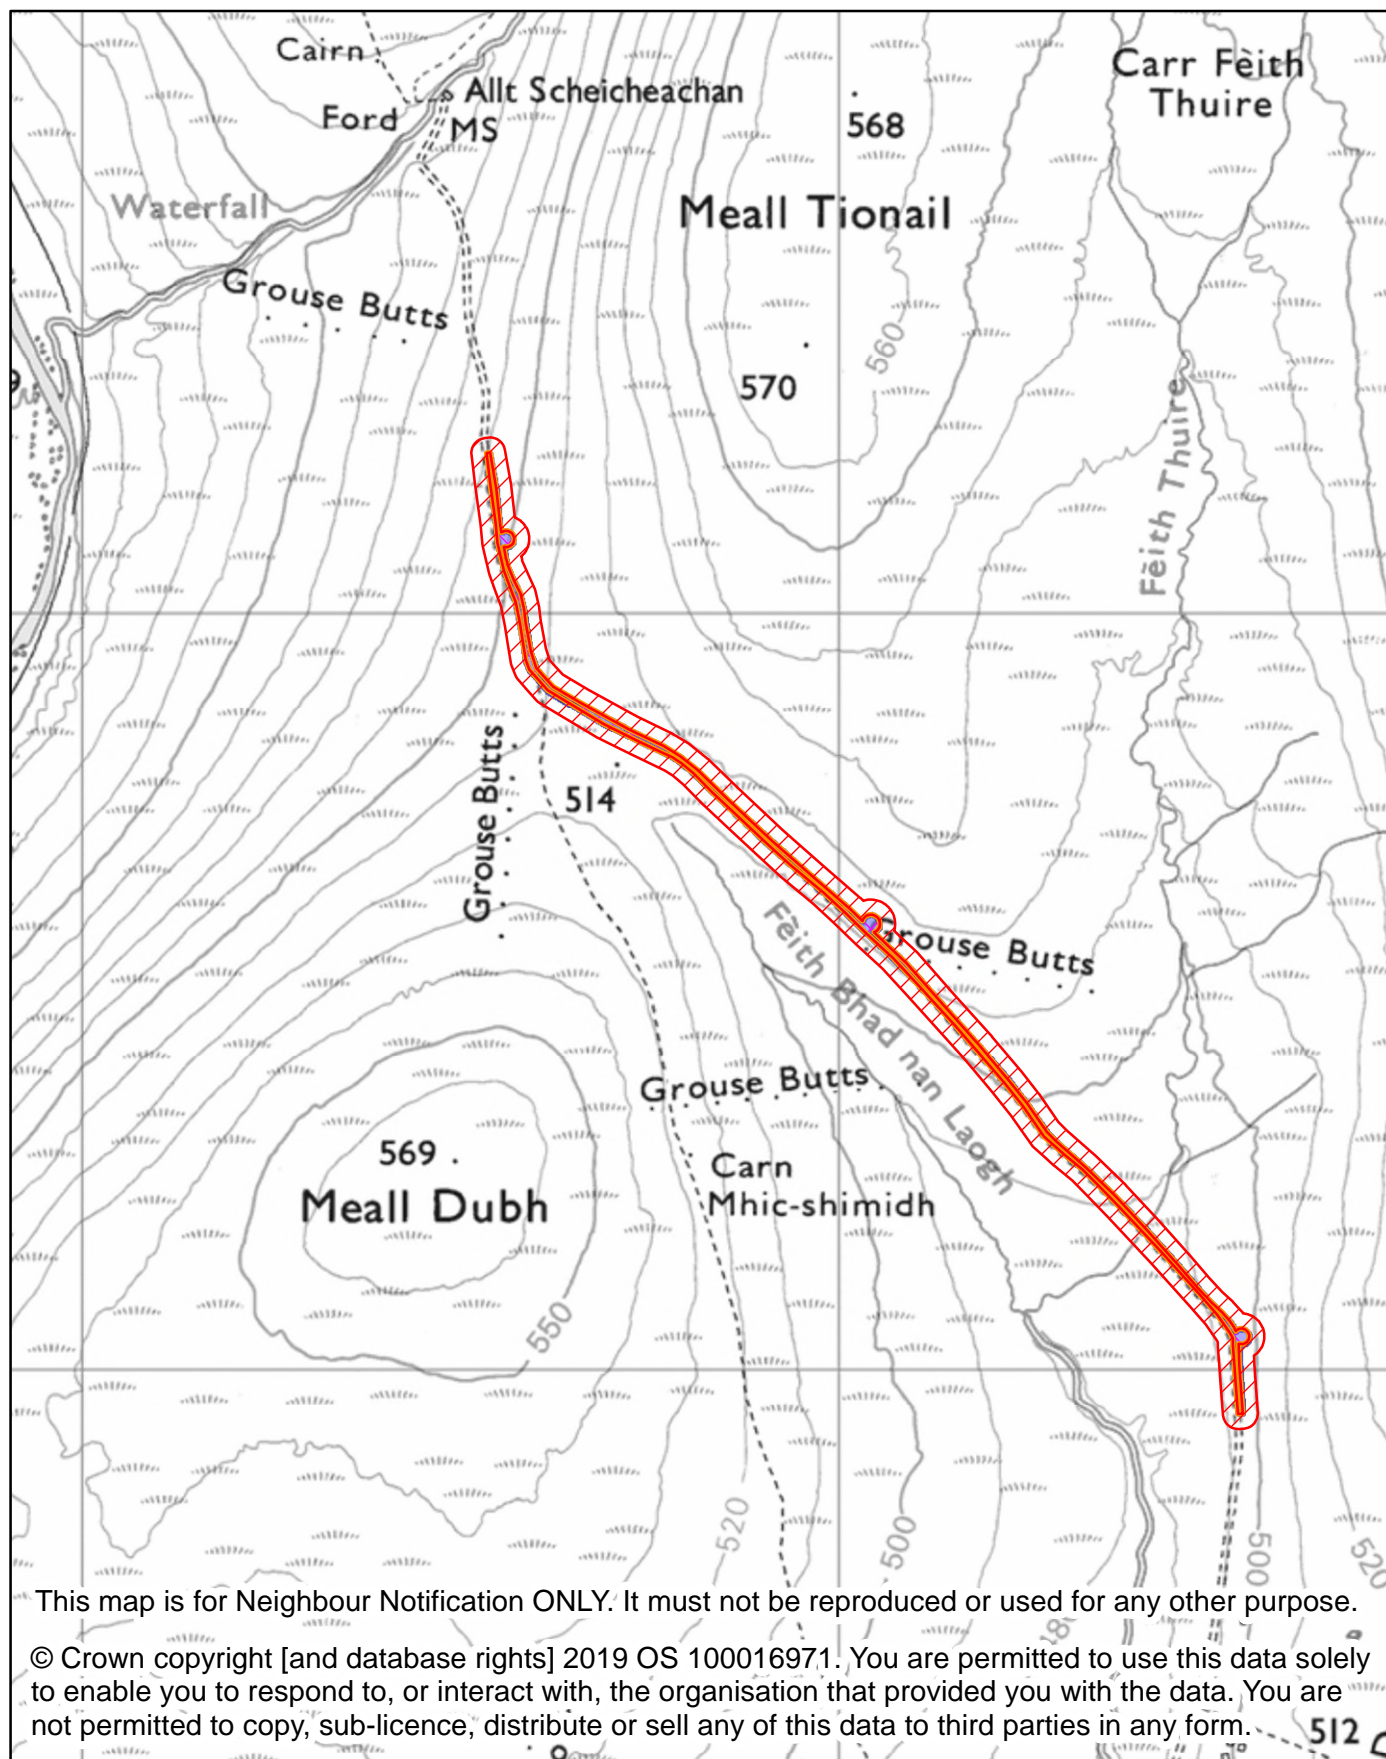 Cairn
Allt Scheicheachan
Ford
MS
568
Carr Fèith
Thuire
Waterfall
Meall Tionail
Grouse Butts
560
570
9
Fèith Thuire
Grouse Butts
514
Fèith Bhad nan Laogh
Grouse Butts
Grouse Butts
569
Meall Dubh
Carn
Mhic-shimidh
550
520
500
500
520
This map is for Neighbour Notification ONLY. It must not be reproduced or used for any other purpose.
© Crown copyright [and database rights] 2019 OS 100016971. You are permitted to use this data solely
to enable you to respond to, or interact with, the organisation that provided you with the data. You are
not permitted to copy, sub-licence, distribute or sell any of this data to third parties in any form.
512